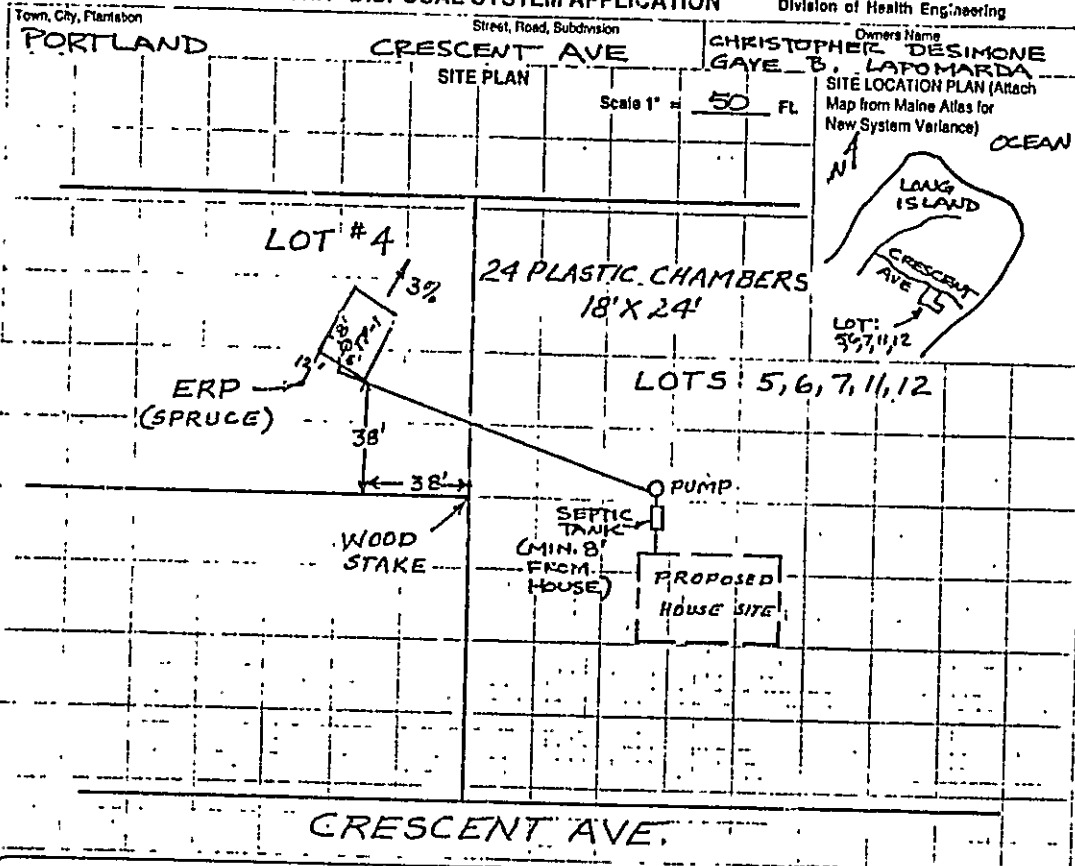 DISPOSAL SYSTEM APPLICATION
Division of Health Engineering
Town, City, Plantation
PORTLAND
Street, Road, Subdivision
CRESCENT AVE
Owners Name
CHRISTOPHER DESIMONE
GAYE B. LAPOMARDA
SITE PLAN
Scale 1" = 50 Ft.
SITE LOCATION PLAN (Attach
Map from Maine Atlas for
New System Variance)
OCEAN
N
LONG
ISLAND
CRESCENT
AVE
LOT:
5,6,7,11,12
LOT #4
3%
24 PLASTIC CHAMBERS
18' X 24'
TP-1
ERP
(SPRUCE)
LOTS: 5, 6, 7, 11, 12
38'
38'
WOOD
STAKE
PUMP
SEPTIC
TANK
(MIN. 8'
FROM
HOUSE)
PROPOSED
HOUSE SITE
CRESCENT AVE.